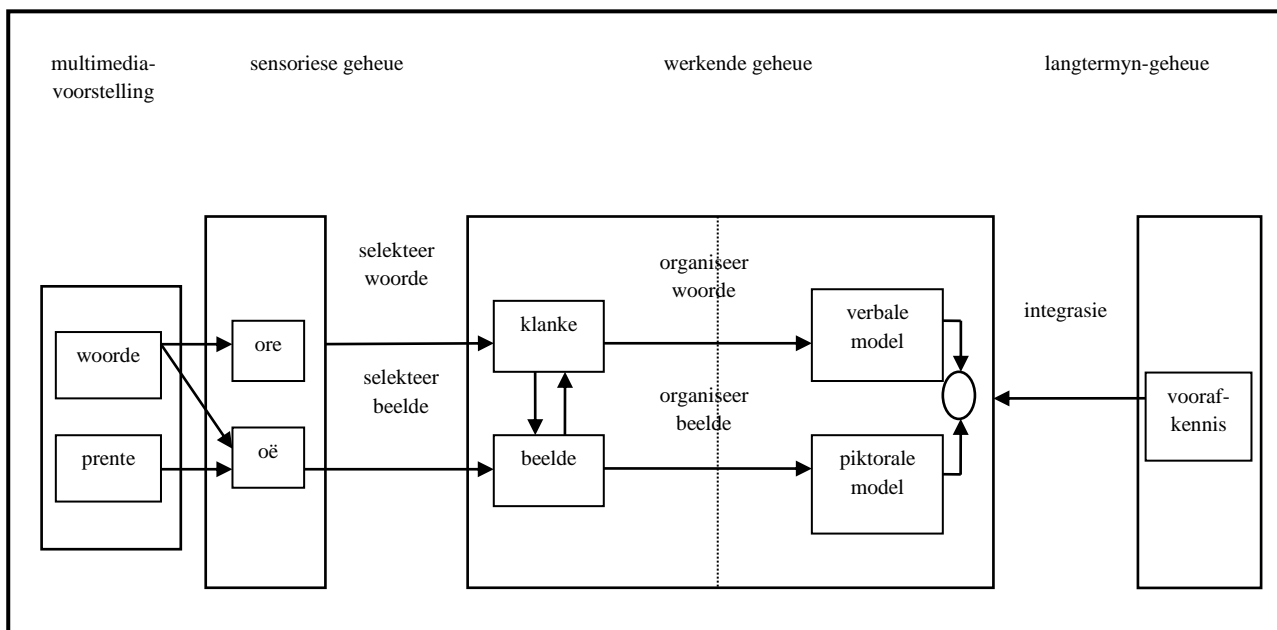 multimedia-
voorstelling
sensoriese geheue
werkende geheue
langtermyn-geheue
selekteer
woorde
organiseer
woorde
woorde
ore
klanke
verbale
model
integrasie
selekteer
beelde
organiseer
beelde
vooraf-
kennis
prente
oë
beelde
piktorale
model